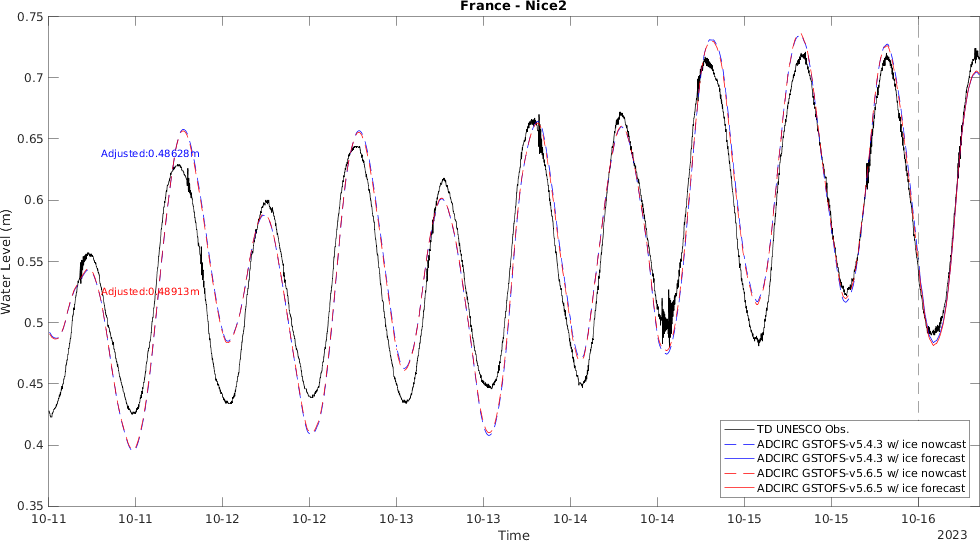 France - Nice2
0.75
0.7
0.65
0.6
0.55
0.5
0.45
0.4
0.35
Water Level (m)
Adjusted:0.48628m
Adjusted:0.48913m
TD UNESCO Obs.
ADCIRC GSTOFS-v5.4.3 w/ ice nowcast
ADCIRC GSTOFS-v5.4.3 w/ ice forecast
ADCIRC GSTOFS-v5.6.5 w/ ice nowcast
ADCIRC GSTOFS-v5.6.5 w/ ice forecast
10-11 10-11 10-12 10-12 10-13 10-13 10-14 10-14 10-15 10-15 10-16
Time
2023